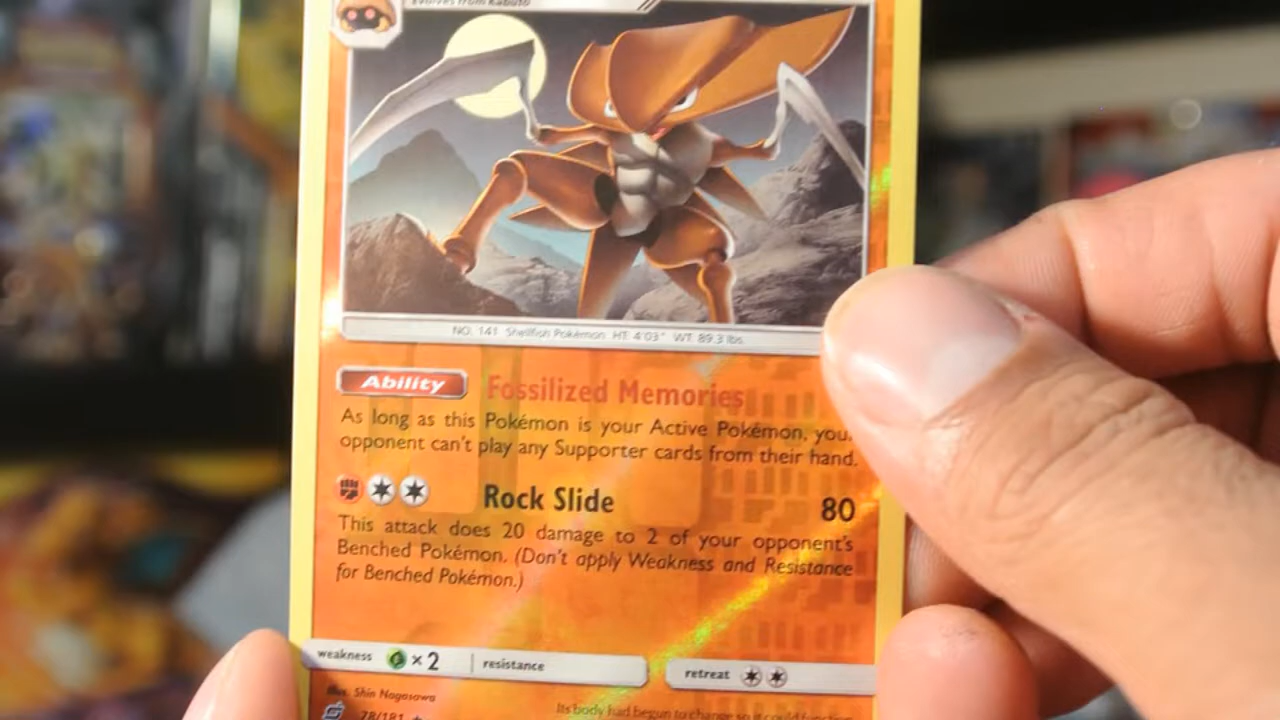 Evolves from Kabuto
NO. 141 Shellfish Pokémon HT: 4'03" WT: 89.3 lbs.
Ability Fossilized Memories
As long as this Pokémon is your Active Pokémon, your
opponent can't play any Supporter cards from their hand.
Rock Slide 80
This attack does 20 damage to 2 of your opponent's
Benched Pokémon. (Don't apply Weakness and Resistance
for Benched Pokémon.)
weakness ×2 resistance retreat
Illus. Shin Nagasawa
78/181
Its body had begun to change so it could function